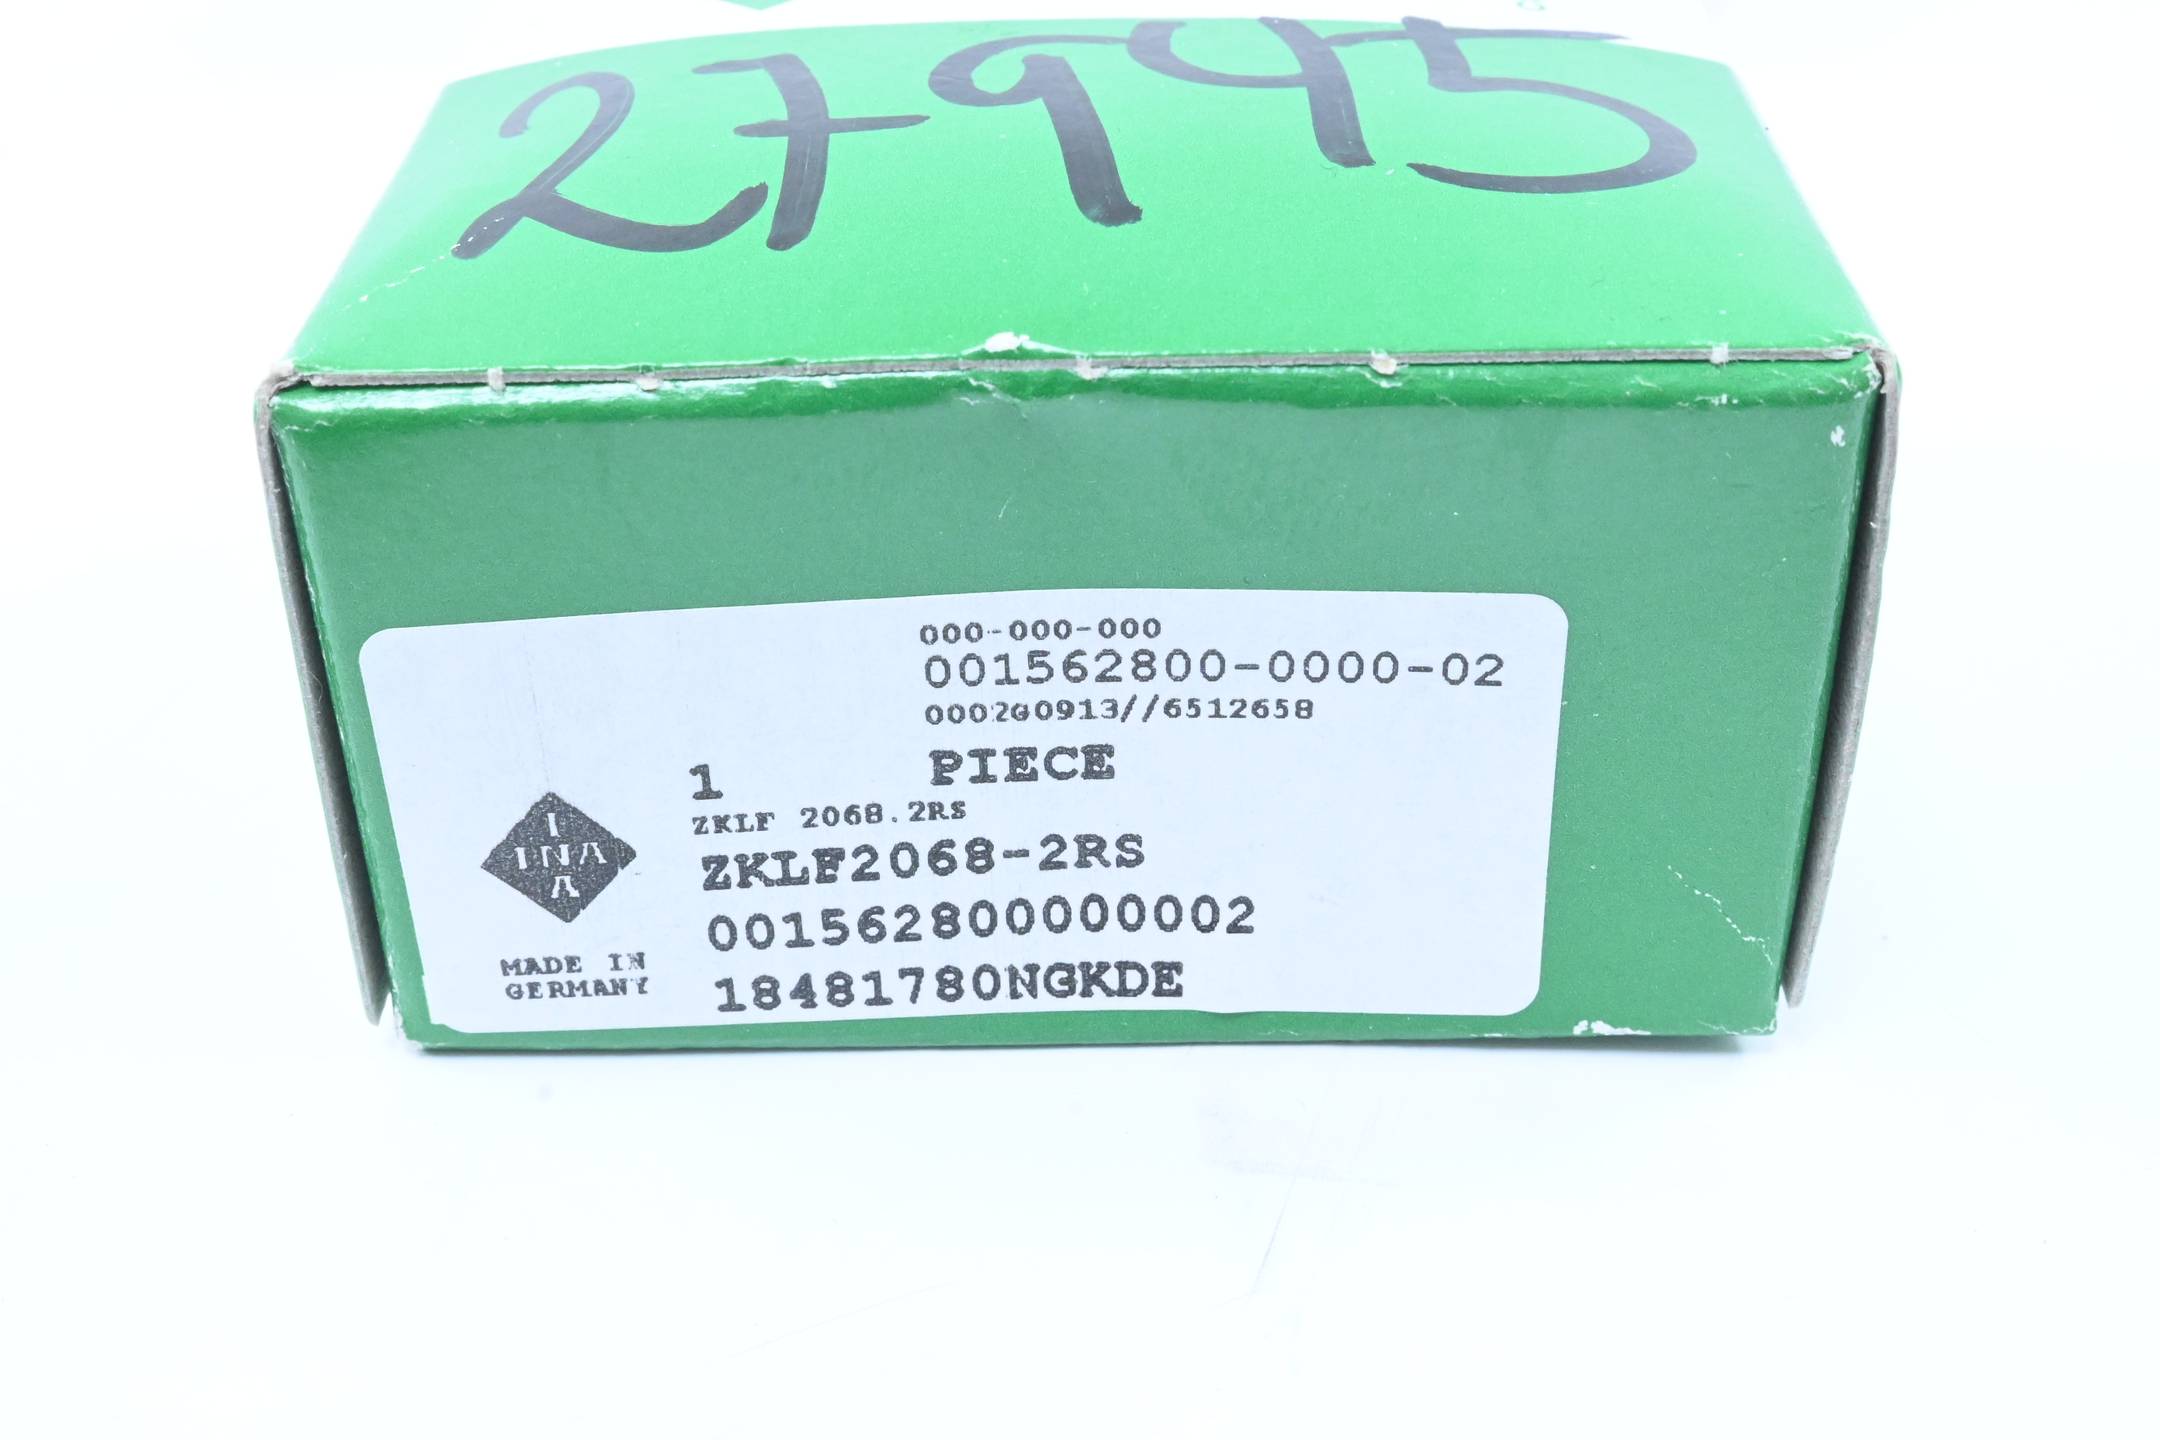 27945
000-000-000
001562800-0000-02
0002G0913//6512658
1 PIECE
ZKLF 2068.2RS
ZKLF2068-2RS
001562800000002
18481780NGKDE
I
INA
A
MADE IN
GERMANY